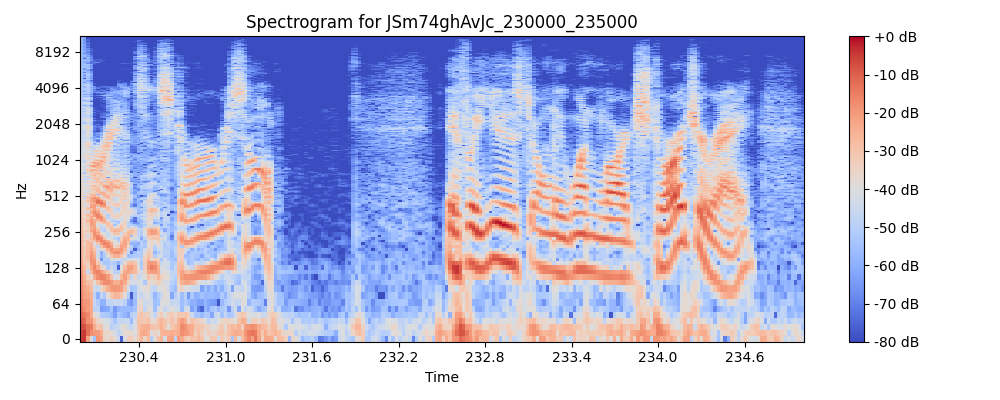 Spectrogram for JSm74ghAvJc_230000_235000
Hz
8192
4096
2048
1024
512
256
128
64
0
230.4 231.0 231.6 232.2 232.8 233.4 234.0 234.6
Time
+0 dB
-10 dB
-20 dB
-30 dB
-40 dB
-50 dB
-60 dB
-70 dB
-80 dB